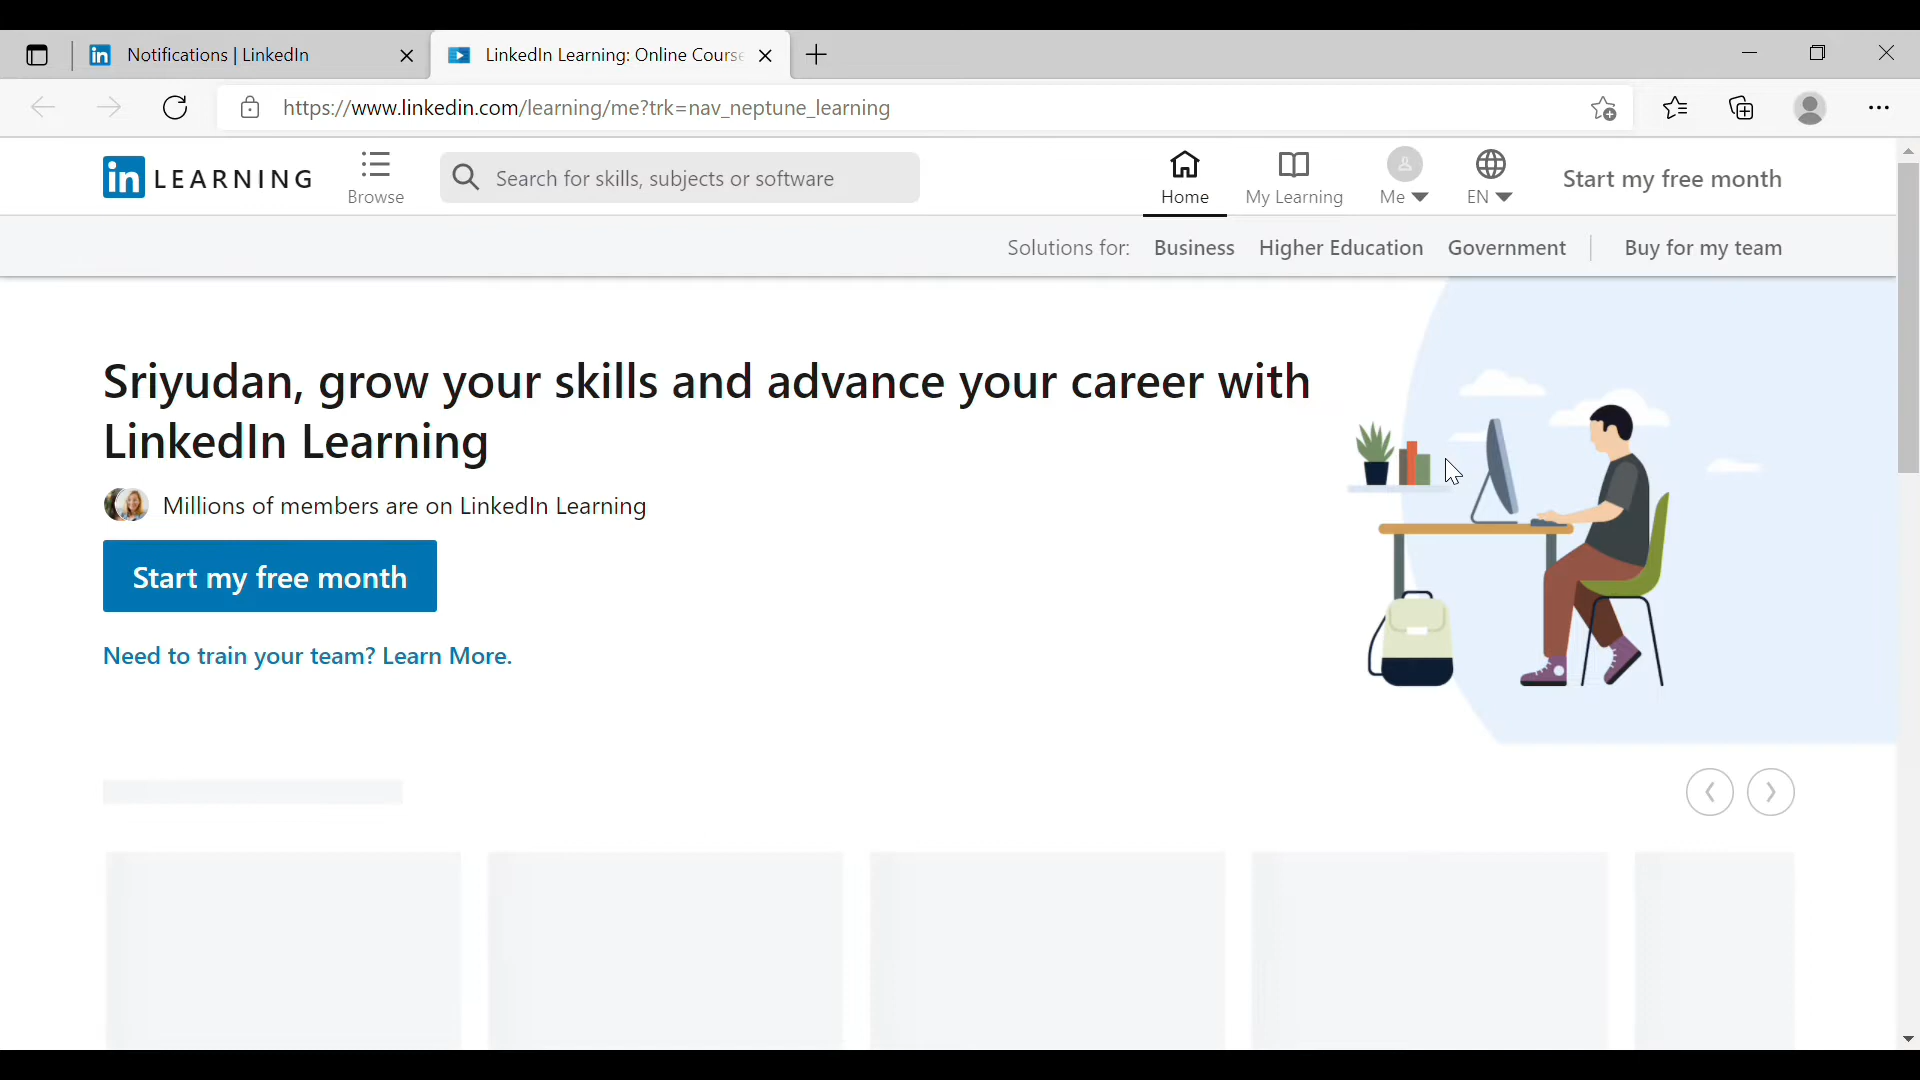 Notifications | LinkedIn
LinkedIn Learning: Online Course
https://www.linkedin.com/learning/me?trk=nav_neptune_learning
in LEARNING
Browse
Search for skills, subjects or software
Home
My Learning
Me
EN
Start my free month
Solutions for: Business Higher Education Government Buy for my team
Sriyudan, grow your skills and advance your career with
LinkedIn Learning
Millions of members are on LinkedIn Learning
Start my free month
Need to train your team? Learn More.